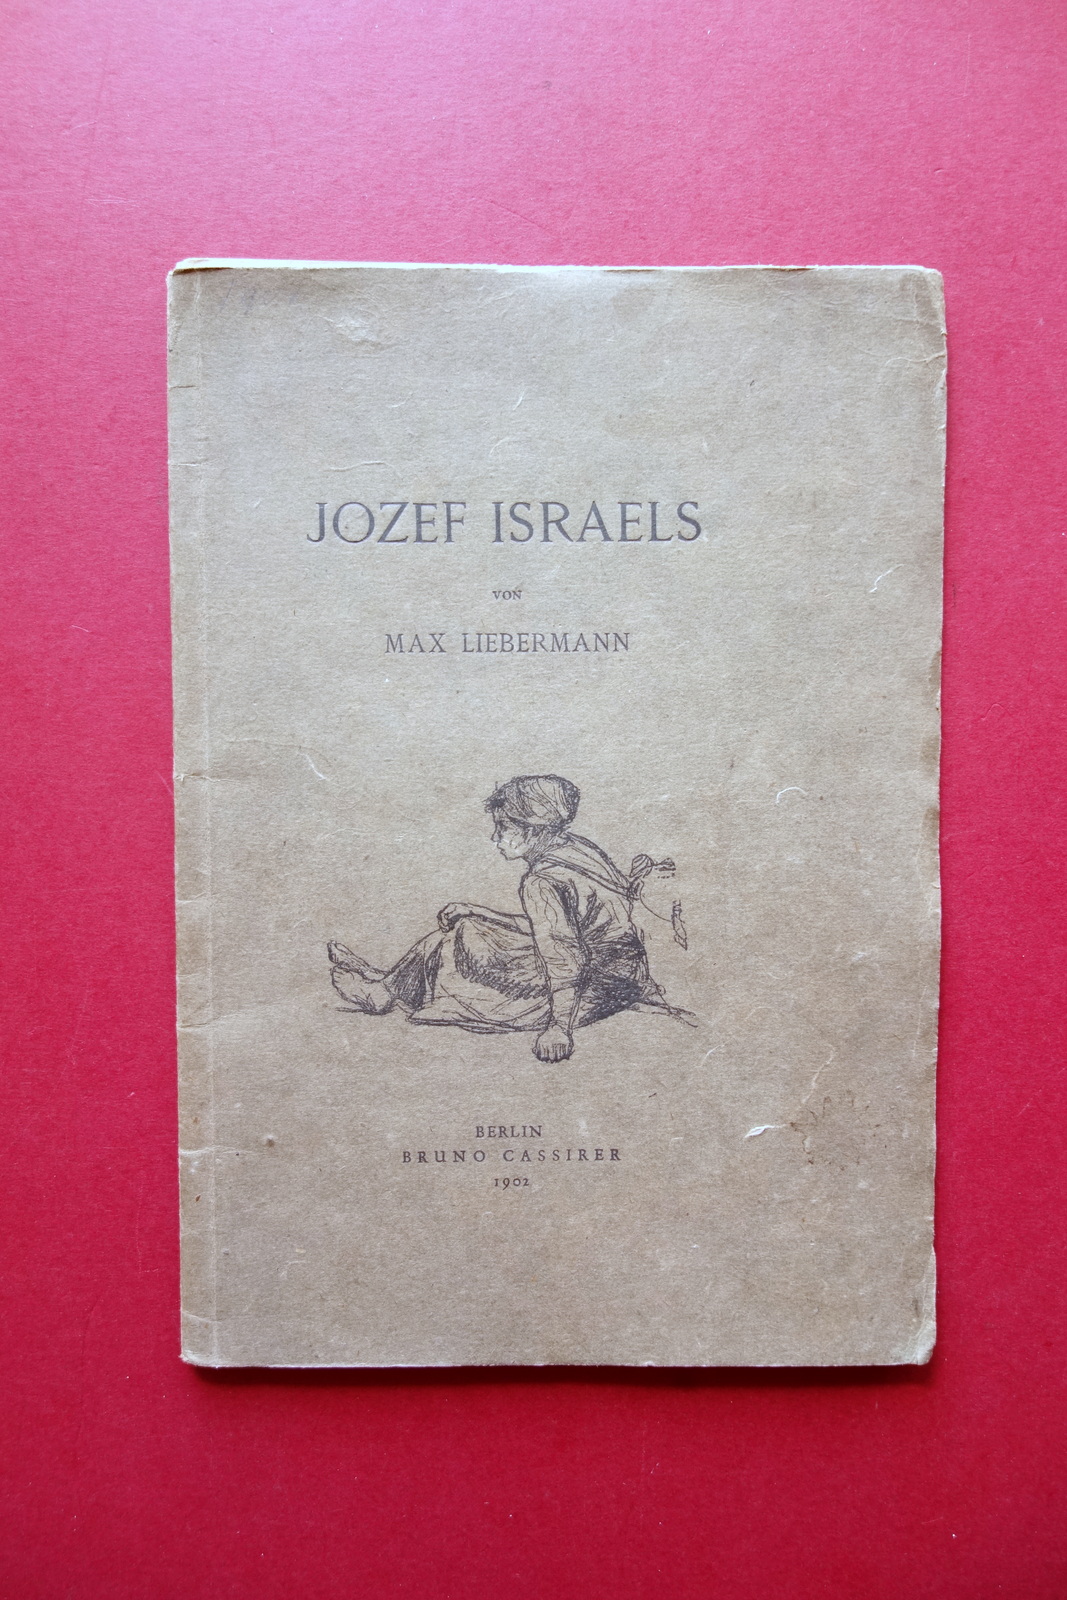 JOZEF ISRAELS
VON
MAX LIEBERMANN
BERLIN
BRUNO CASSIRER
1902